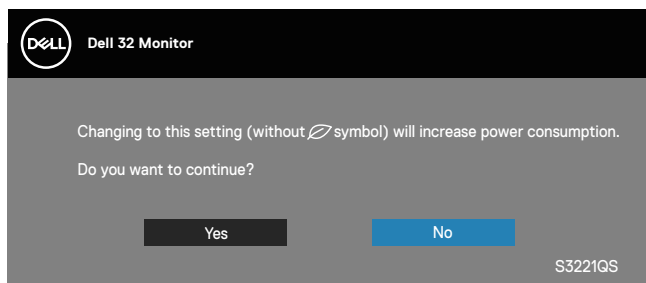 DELL
Dell 32 Monitor
Changing to this setting (without symbol) will increase power consumption.
Do you want to continue?
Yes
No
S3221QS